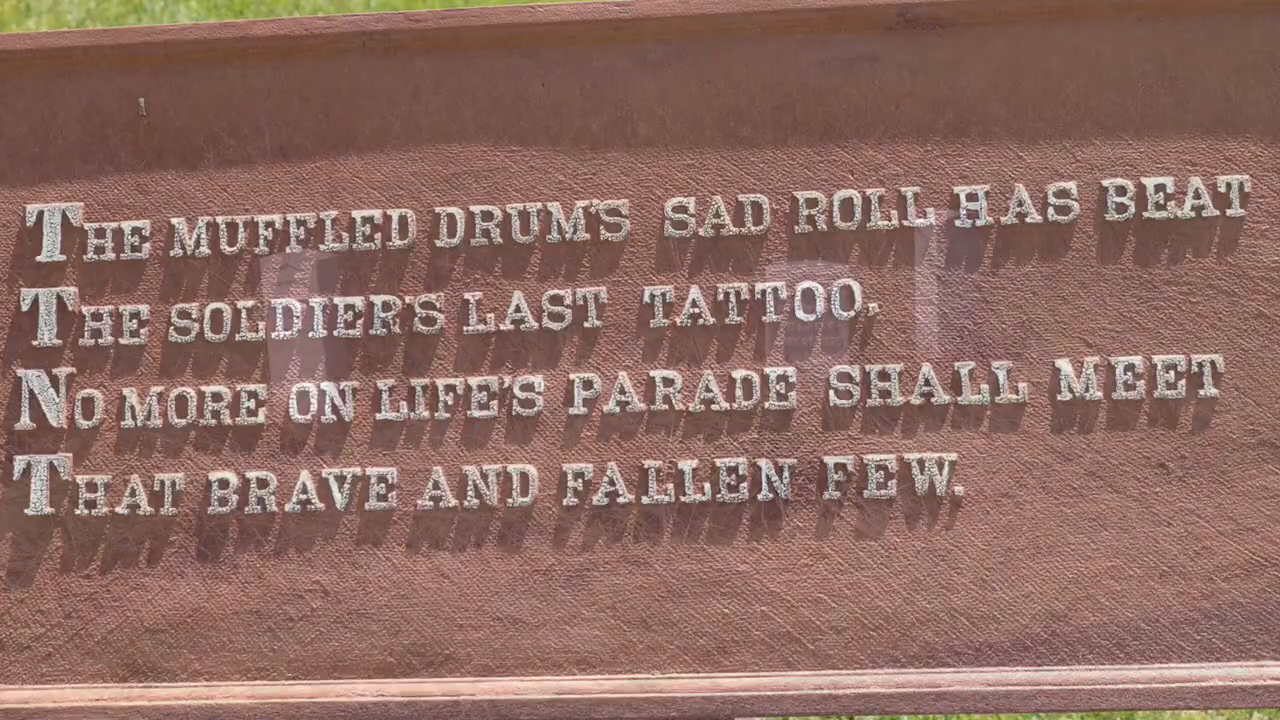 THE MUFFLED DRUM'S SAD ROLL HAS BEAT
THE SOLDIER'S LAST TATTOO,
NO MORE ON LIFE'S PARADE SHALL MEET
THAT BRAVE AND FALLEN FEW.